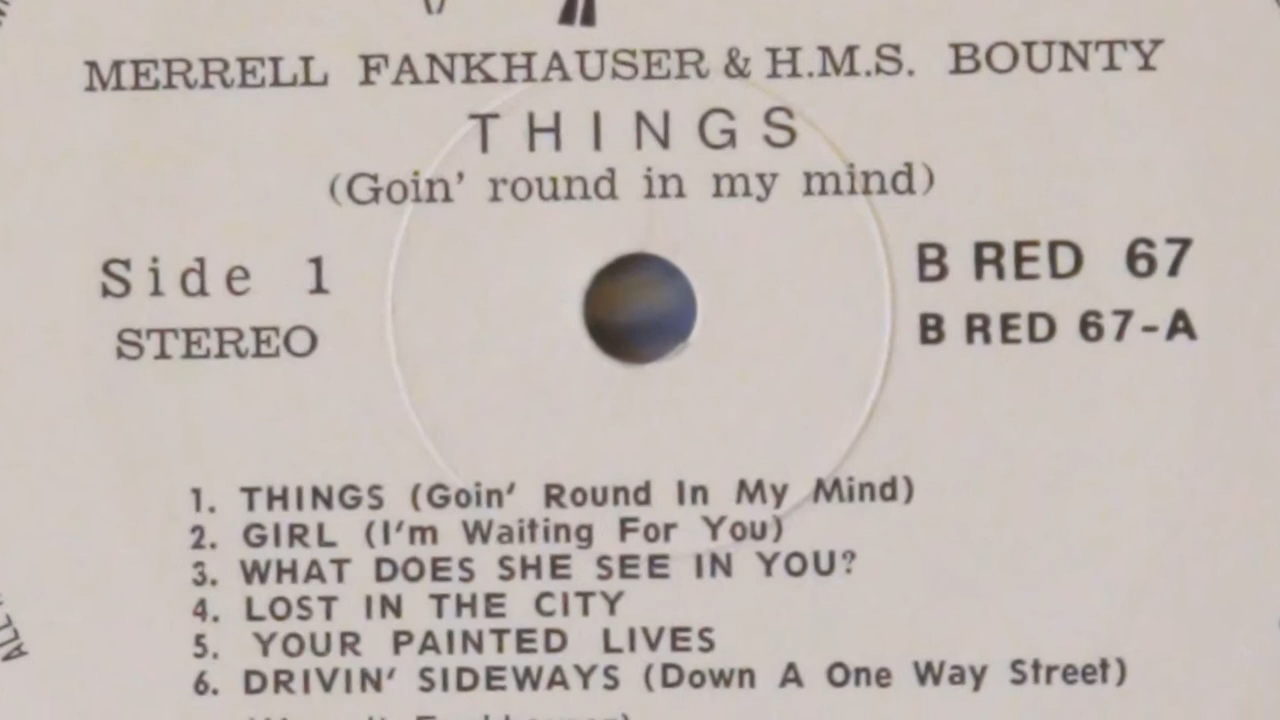 MERRELL FANKHAUSER & H.M.S. BOUNTY
THINGS
(Goin' round in my mind)
Side 1
STEREO
B RED 67
B RED 67-A
1. THINGS (Goin' Round In My Mind)
2. GIRL (I'm Waiting For You)
3. WHAT DOES SHE SEE IN YOU?
4. LOST IN THE CITY
5. YOUR PAINTED LIVES
6. DRIVIN' SIDEWAYS (Down A One Way Street)
ALL